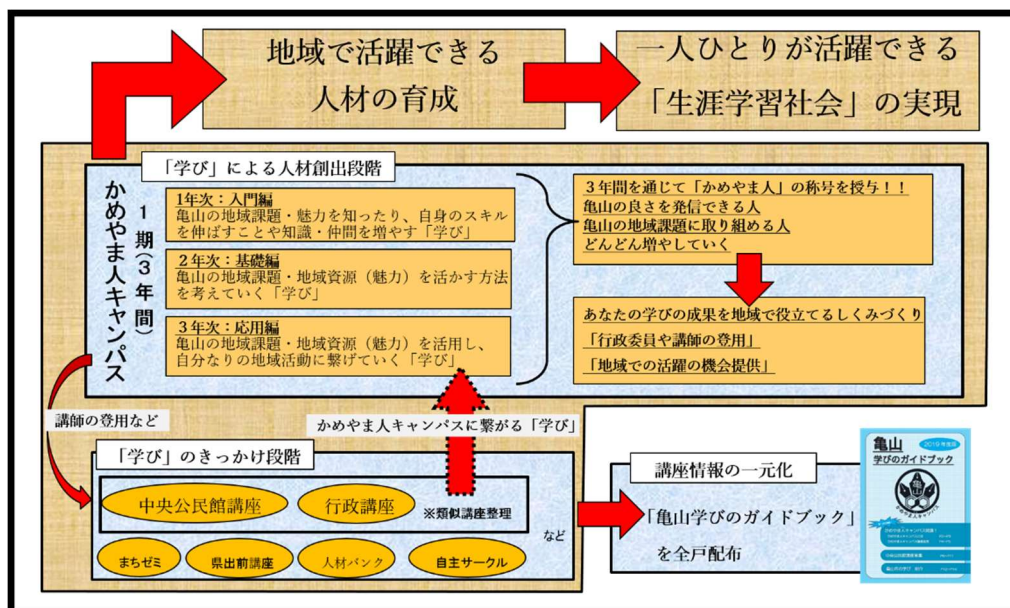 地域で活躍できる
人材の育成
一人ひとりが活躍できる
「生涯学習社会」の実現
「学び」による人材創出段階
かめやま人キャンパス
1期(3年間)
1年次：入門編
亀山の地域課題・魅力を知ったり、自身のスキル
を伸ばすことや知識・仲間を増やす「学び」
２年次：基礎編
亀山の地域課題・地域資源（魅力）を活かす方法
を考えていく「学び」
３年次：応用編
亀山の地域課題・地域資源（魅力）を活用し、
自分なりの地域活動に繋げていく「学び」
３年間を通じて「かめやま人」の称号を授与！！
亀山の良さを発信できる人
亀山の地域課題に取り組める人
どんどん増やしていく
あなたの学びの成果を地域で役立てるしくみづくり
「行政委員や講師の登用」
「地域での活躍の機会提供」
講師の登用など
かめやま人キャンパスに繋がる「学び」
「学び」のきっかけ段階
中央公民館講座
行政講座
※類似講座整理
まちゼミ
県出前講座
人材バンク
自主サークル
など
講座情報の一元化
「亀山学びのガイドブック」
を全戸配布
亀山
2019年度版
学びのガイドブック
亀山
かめやま人キャンパス